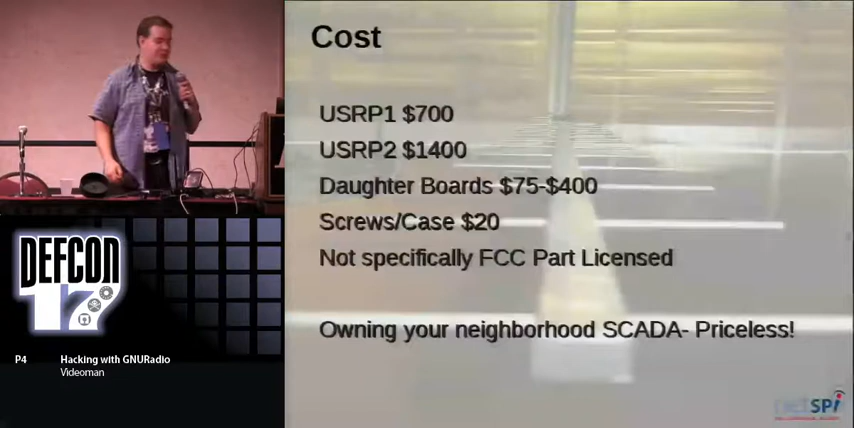 Cost
USRP1 $700
USRP2 $1400
Daughter Boards $75-$400
Screws/Case $20
Not specifically FCC Part Licensed
Owning your neighborhood SCADA- Priceless!
DEFCON
17
P4 Hacking with GNURadio
Videoman
netSPI